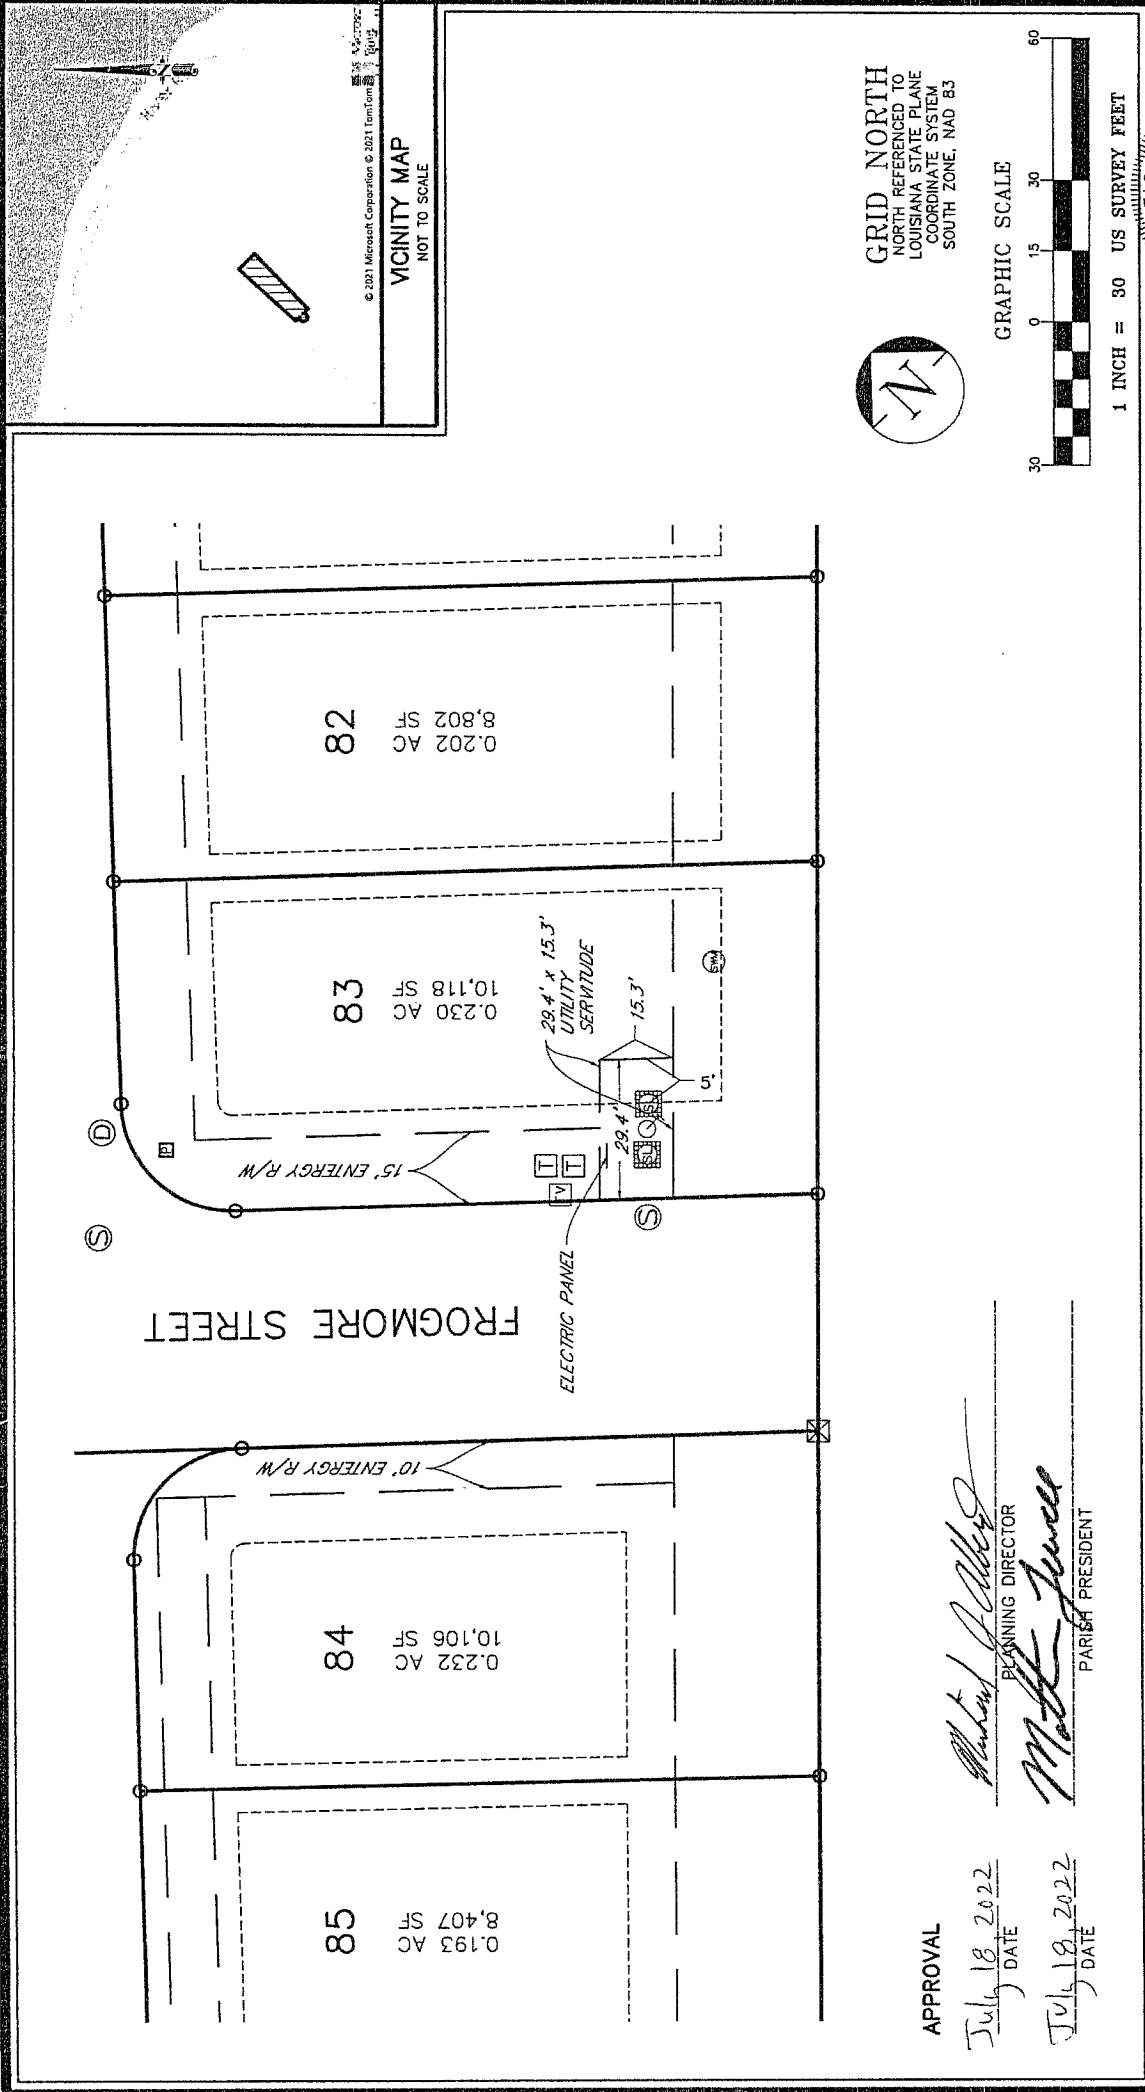 © 2021 Microsoft Corporation © 2021 TomTom
VICINITY MAP
NOT TO SCALE
GRID NORTH
NORTH REFERENCED TO
LOUISIANA STATE PLANE
COORDINATE SYSTEM
SOUTH ZONE, NAD 83
N
GRAPHIC SCALE
30 0 15 30 60
1 INCH = 30 US SURVEY FEET
85
0.193 AC
8,407 SF
84
0.232 AC
10,106 SF
10' ENTERGY R/W
FROGMORE STREET
ELECTRIC PANEL
S
D
P
15' ENTERGY R/W
TV
T
T
S
SL
SL
29.4'
5'
15.3'
29.4' x 15.3'
UTILITY
SERVITUDE
SWM
83
0.230 AC
10,118 SF
82
0.202 AC
8,802 SF
APPROVAL
July 18, 2022
DATE
PLANNING DIRECTOR
July 18, 2022
DATE
PARISH PRESIDENT